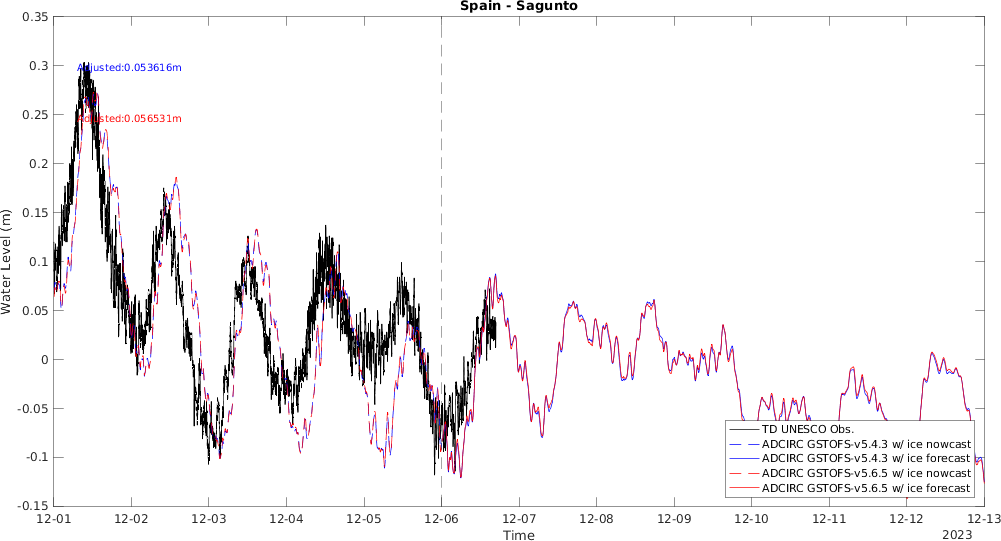 Spain - Sagunto
0.35
0.3
0.25
0.2
0.15
0.1
0.05
0
-0.05
-0.1
-0.15
Water Level (m)
Adjusted:0.053616m
Adjusted:0.056531m
TD UNESCO Obs.
ADCIRC GSTOFS-v5.4.3 w/ ice nowcast
ADCIRC GSTOFS-v5.4.3 w/ ice forecast
ADCIRC GSTOFS-v5.6.5 w/ ice nowcast
ADCIRC GSTOFS-v5.6.5 w/ ice forecast
12-01 12-02 12-03 12-04 12-05 12-06 12-07 12-08 12-09 12-10 12-11 12-12 12-13
Time
2023